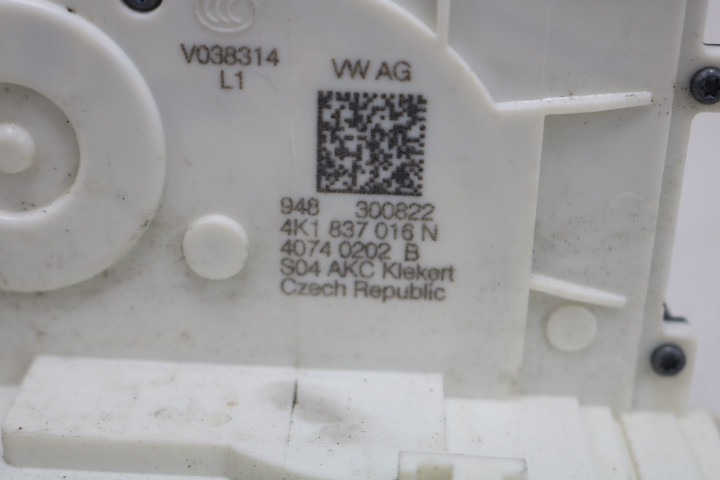 V038314
L1
VW AG
948 300822
4K1 837 016 N
4074 0202 B
S04 AKC Kiekert
Czech Republic